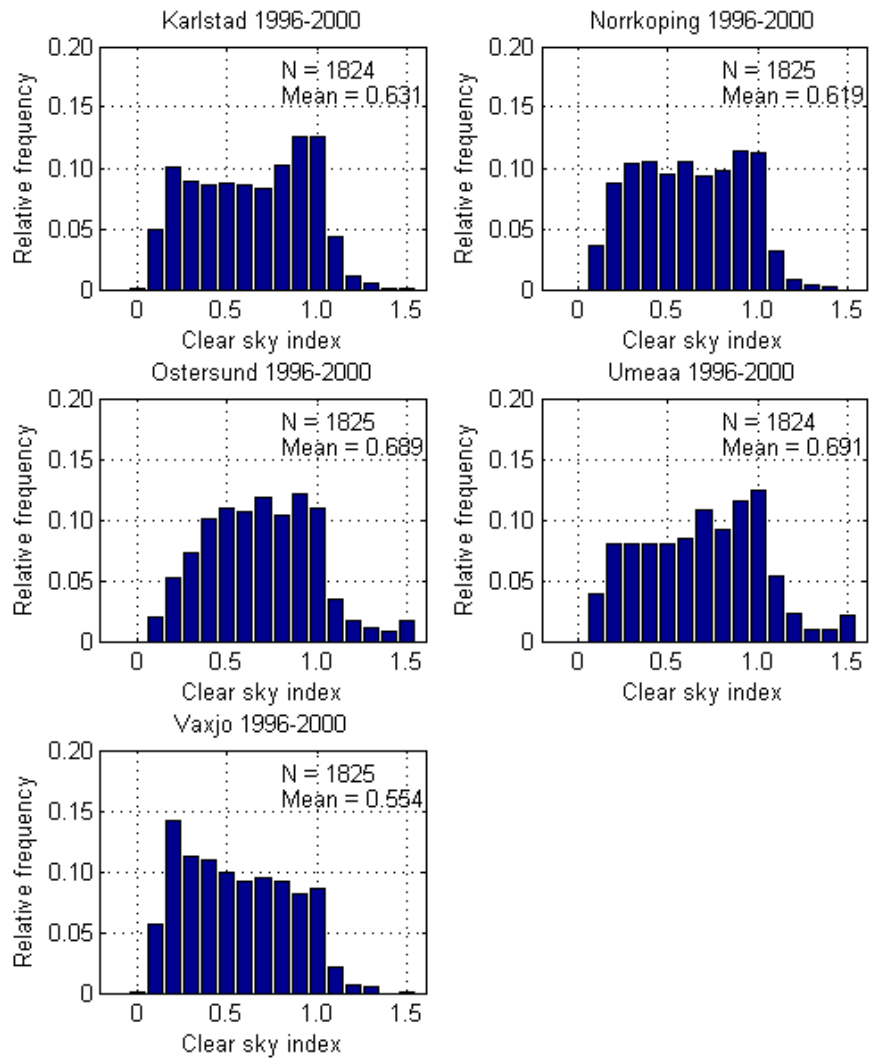 Karlstad 1996-2000
0.20
0.15
0.10
0.05
0
Relative frequency
N = 1824
Mean = 0.631
0 0.5 1.0 1.5
Clear sky index
Norrkoping 1996-2000
0.20
0.15
0.10
0.05
0
Relative frequency
N = 1825
Mean = 0.619
0 0.5 1.0 1.5
Clear sky index
Ostersund 1996-2000
0.20
0.15
0.10
0.05
0
Relative frequency
N = 1825
Mean = 0.689
0 0.5 1.0 1.5
Clear sky index
Umeaa 1996-2000
0.20
0.15
0.10
0.05
0
Relative frequency
N = 1824
Mean = 0.691
0 0.5 1.0 1.5
Clear sky index
Vaxjo 1996-2000
0.20
0.15
0.10
0.05
0
Relative frequency
N = 1825
Mean = 0.554
0 0.5 1.0 1.5
Clear sky index